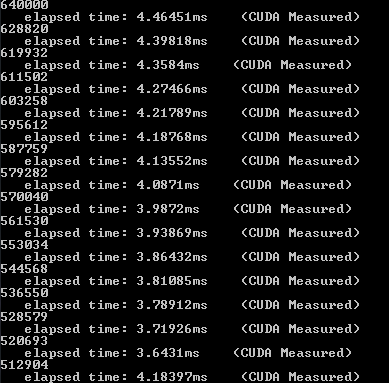 640000
elapsed time: 4.46451ms (CUDA Measured)
628820
elapsed time: 4.39818ms (CUDA Measured)
619932
elapsed time: 4.3584ms (CUDA Measured)
611502
elapsed time: 4.27466ms (CUDA Measured)
603258
elapsed time: 4.21789ms (CUDA Measured)
595612
elapsed time: 4.18768ms (CUDA Measured)
587759
elapsed time: 4.13552ms (CUDA Measured)
579282
elapsed time: 4.0871ms (CUDA Measured)
570040
elapsed time: 3.9872ms (CUDA Measured)
561530
elapsed time: 3.93869ms (CUDA Measured)
553034
elapsed time: 3.86432ms (CUDA Measured)
544568
elapsed time: 3.81085ms (CUDA Measured)
536550
elapsed time: 3.78912ms (CUDA Measured)
528579
elapsed time: 3.71926ms (CUDA Measured)
520693
elapsed time: 3.6431ms (CUDA Measured)
512904
elapsed time: 4.18397ms (CUDA Measured)